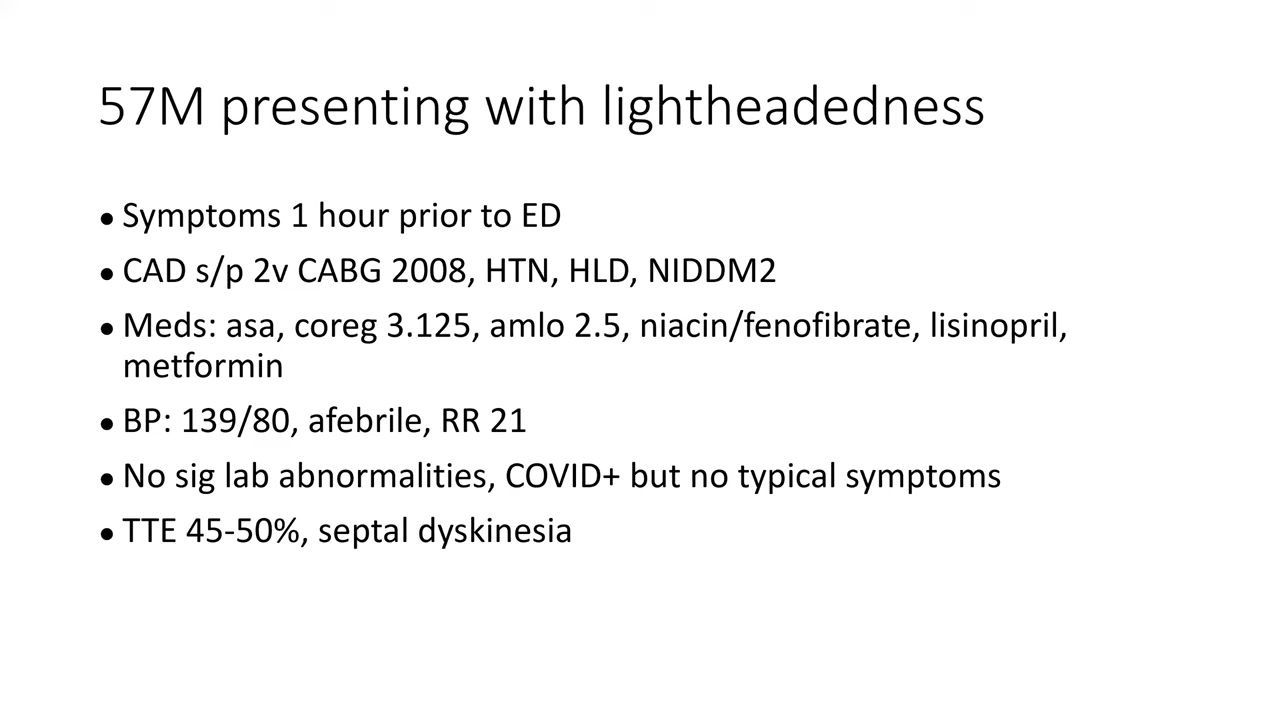 57M presenting with lightheadedness
• Symptoms 1 hour prior to ED
• CAD s/p 2v CABG 2008, HTN, HLD, NIDDM2
• Meds: asa, coreg 3.125, amlo 2.5, niacin/fenofibrate, lisinopril,
metformin
• BP: 139/80, afebrile, RR 21
• No sig lab abnormalities, COVID+ but no typical symptoms
• TTE 45-50%, septal dyskinesia